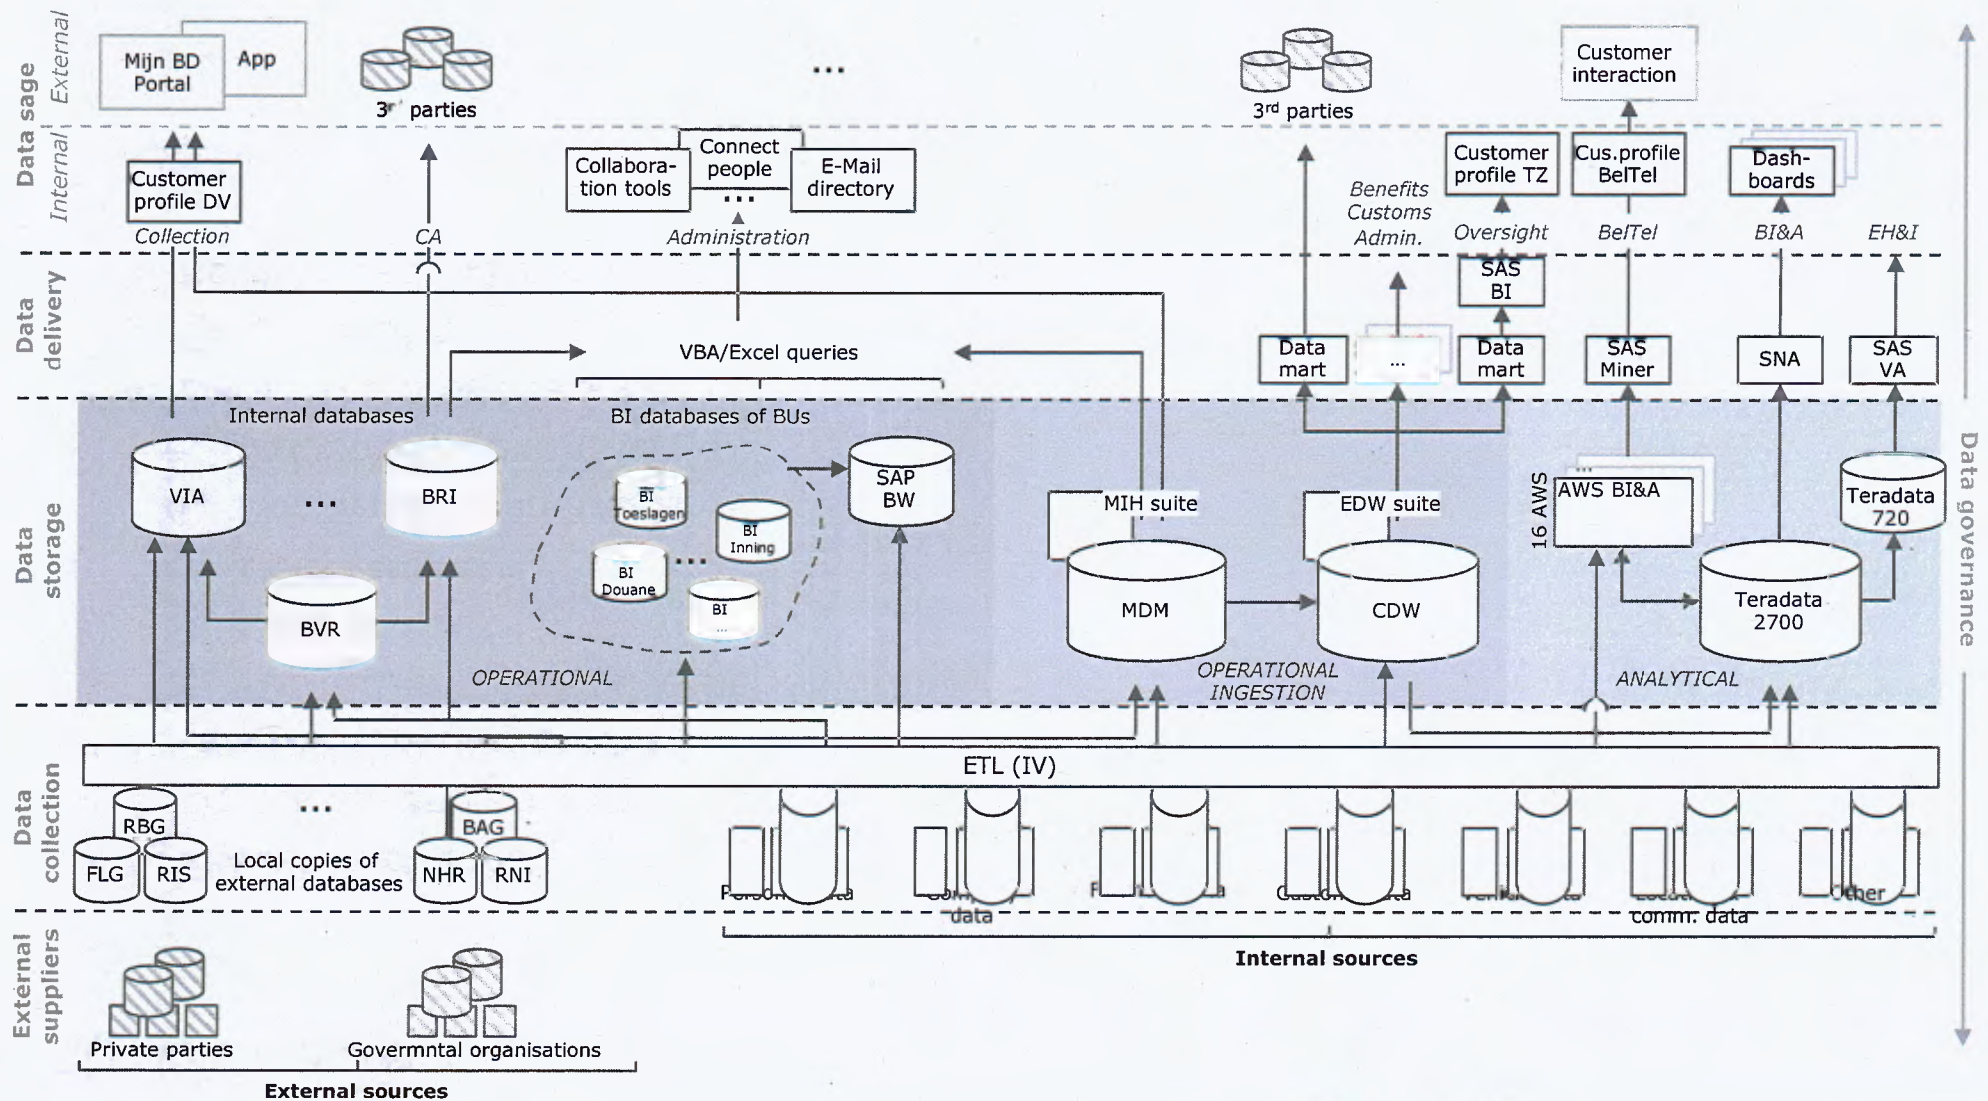 Data sage
External
Internal
Mijn BD
Portal
App
parties
...
3rd parties
Customer
interaction
Customer
profile DV
Collection
CA
Collabora-
tion tools
Connect
people
...
E-Mail
directory
Administration
Benefits
Customs
Admin.
Customer
profile TZ
Oversight
Cus.profile
BelTel
BelTel
Dash-
boards
BI&A
EH&I
Data
delivery
VBA/Excel queries
Data
mart
...
SAS
BI
Data
mart
SAS
Miner
SNA
SAS
VA
Data
storage
Internal databases
BI databases of BUs
VIA
...
BRI
BVR
BI
Toeslagen
BI
Inning
BI
Douane
...
BI
...
SAP
BW
OPERATIONAL
MIH suite
MDM
EDW suite
CDW
OPERATIONAL
INGESTION
16 AWS
...
AWS BI&A
Teradata
2700
Teradata
720
ANALYTICAL
Data governance
ETL (IV)
Data
collection
RBG
FLG
RIS
...
Local copies of
external databases
BAG
NHR
RNI
data
comm. data
Other
Internal sources
External
suppliers
Private parties
Govermntal organisations
External sources